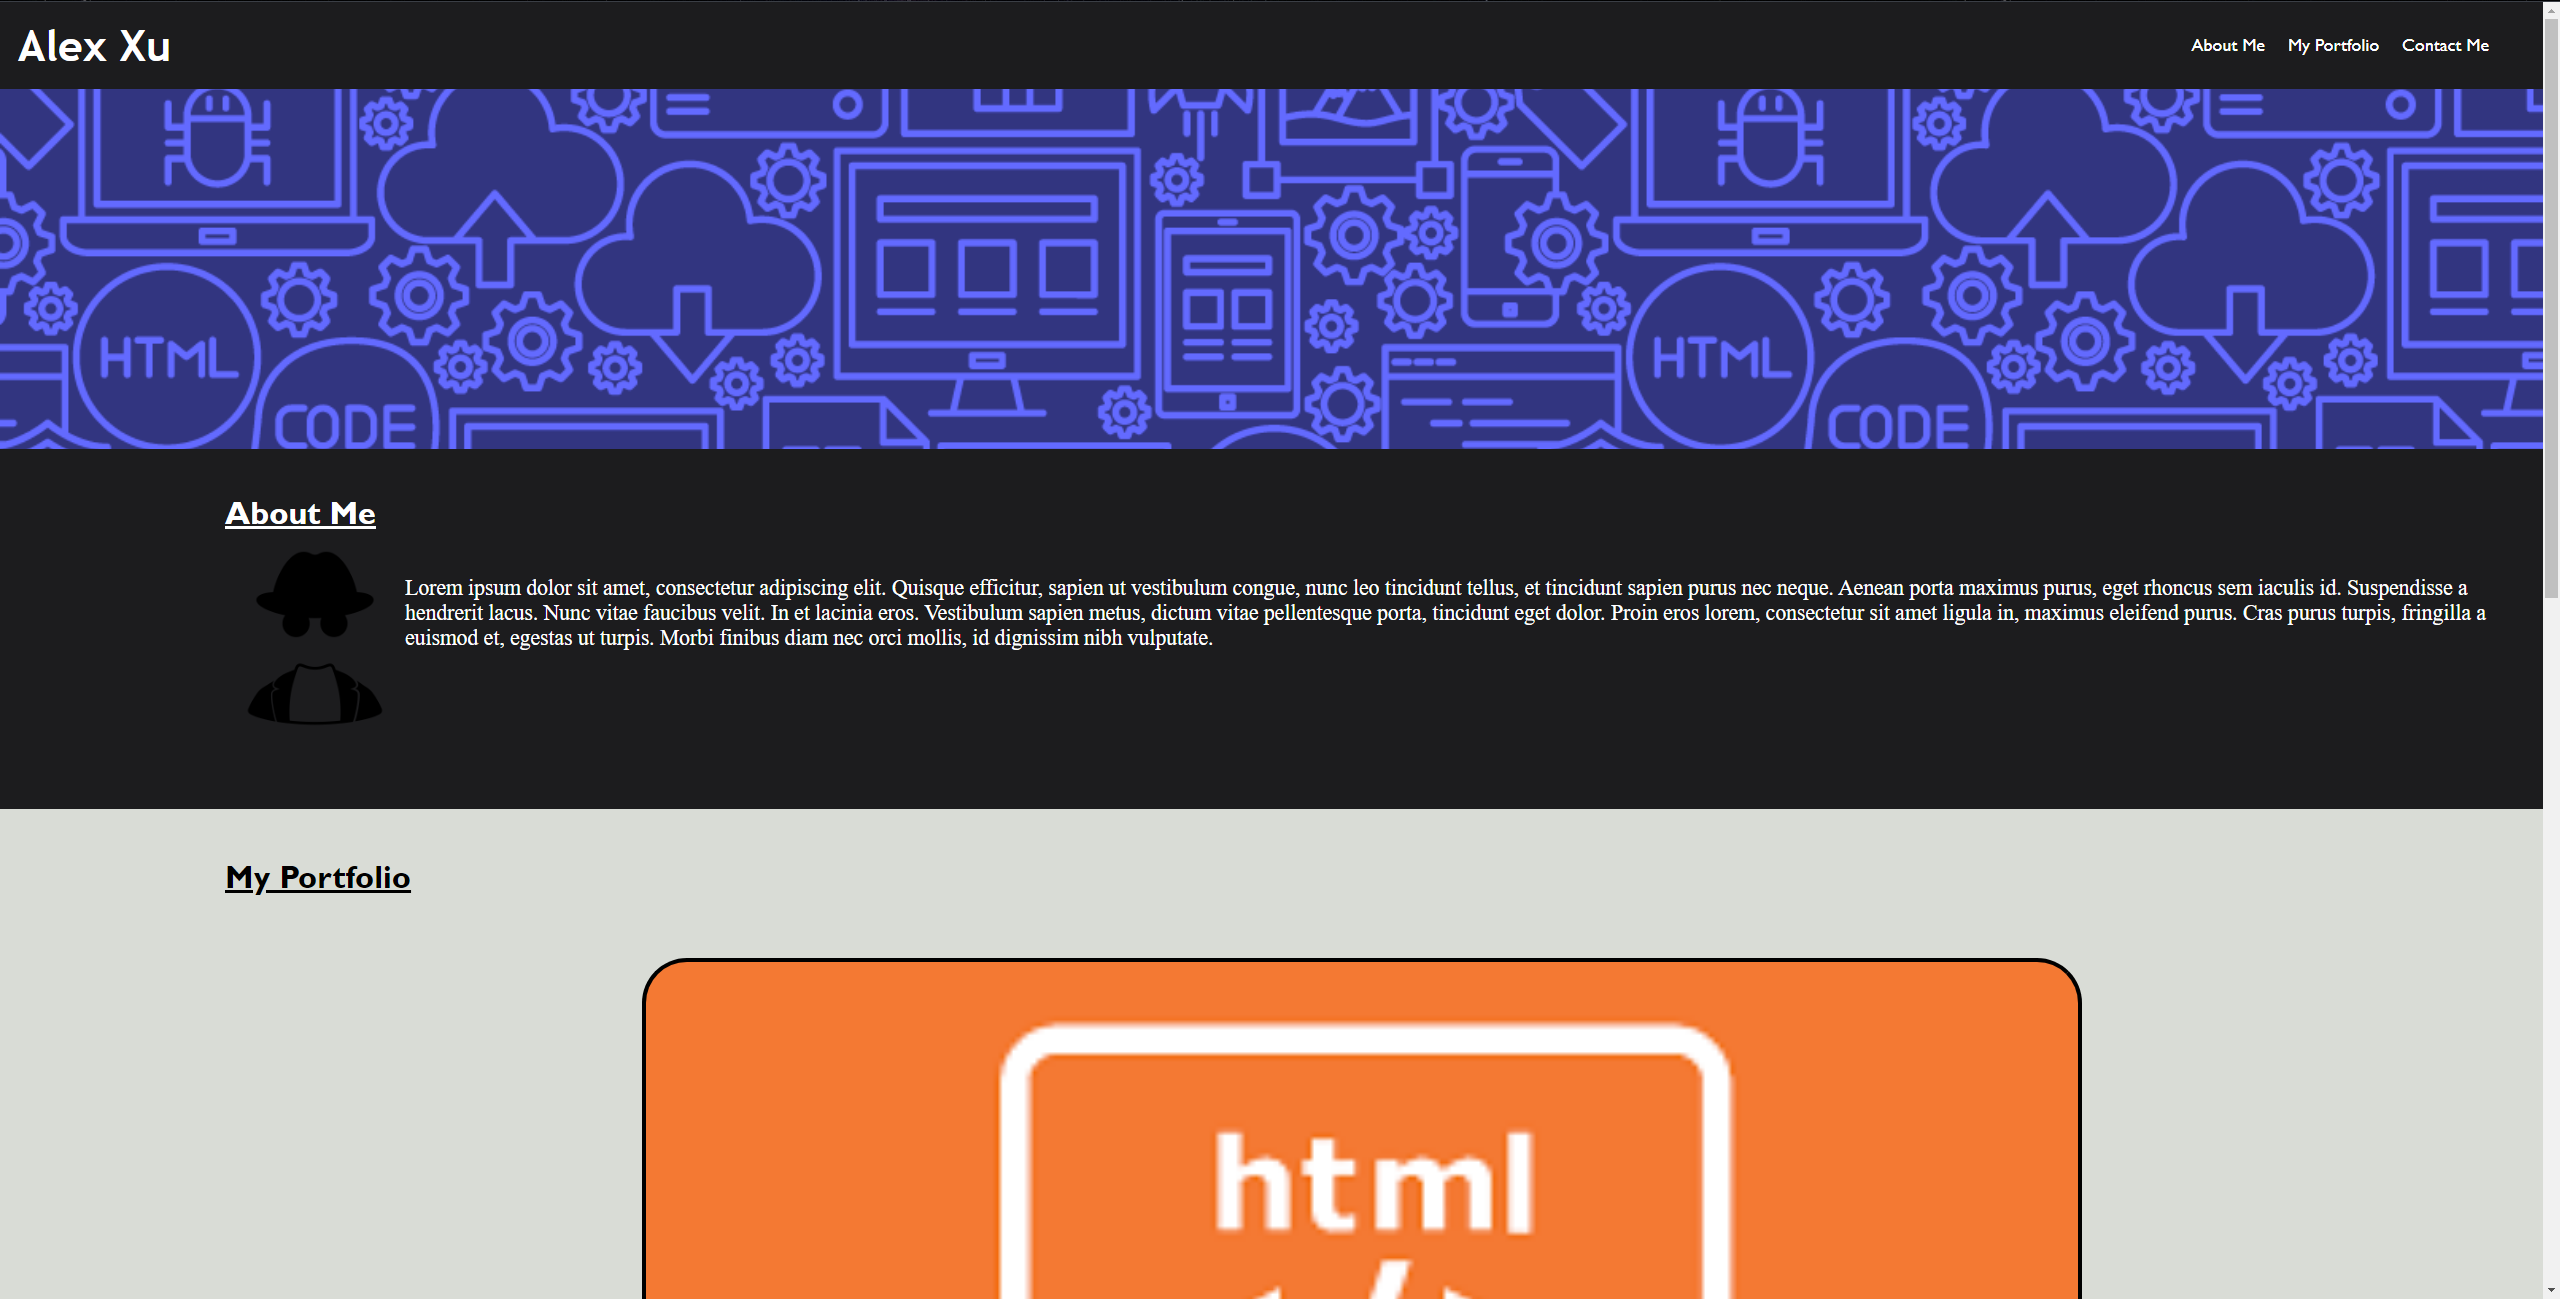 Alex Xu
About Me My Portfolio Contact Me
HTML
CODE
HTML
CODE
About Me
Lorem ipsum dolor sit amet, consectetur adipiscing elit. Quisque efficitur, sapien ut vestibulum congue, nunc leo tincidunt tellus, et tincidunt sapien purus nec neque. Aenean porta maximus purus, eget rhoncus sem iaculis id. Suspendisse a
hendrerit lacus. Nunc vitae faucibus velit. In et lacinia eros. Vestibulum sapien metus, dictum vitae pellentesque porta, tincidunt eget dolor. Proin eros lorem, consectetur sit amet ligula in, maximus eleifend purus. Cras purus turpis, fringilla a
euismod et, egestas ut turpis. Morbi finibus diam nec orci mollis, id dignissim nibh vulputate.
My Portfolio
html
</>